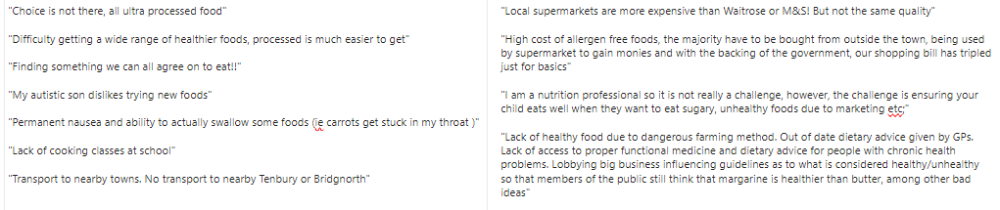 "Choice is not there, all ultra processed food"
"Difficulty getting a wide range of healthier foods, processed is much easier to get"
"Finding something we can all agree on to eat!!"
"My autistic son dislikes trying new foods"
"Permanent nausea and ability to actually swallow some foods (ie carrots get stuck in my throat )"
"Lack of cooking classes at school"
"Transport to nearby towns. No transport to nearby Tenbury or Bridgnorth"
"Local supermarkets are more expensive than Waitrose or M&S! But not the same quality"
"High cost of allergen free foods, the majority have to be bought from outside the town, being used
by supermarket to gain monies and with the backing of the government, our shopping bill has tripled
just for basics"
"I am a nutrition professional so it is not really a challenge, however, the challenge is ensuring your
child eats well when they want to eat sugary, unhealthy foods due to marketing etc;"
"Lack of healthy food due to dangerous farming method. Out of date dietary advice given by GPs.
Lack of access to proper functional medicine and dietary advice for people with chronic health
problems. Lobbying big business influencing guidelines as to what is considered healthy/unhealthy
so that members of the public still think that margarine is healthier than butter, among other bad
ideas"